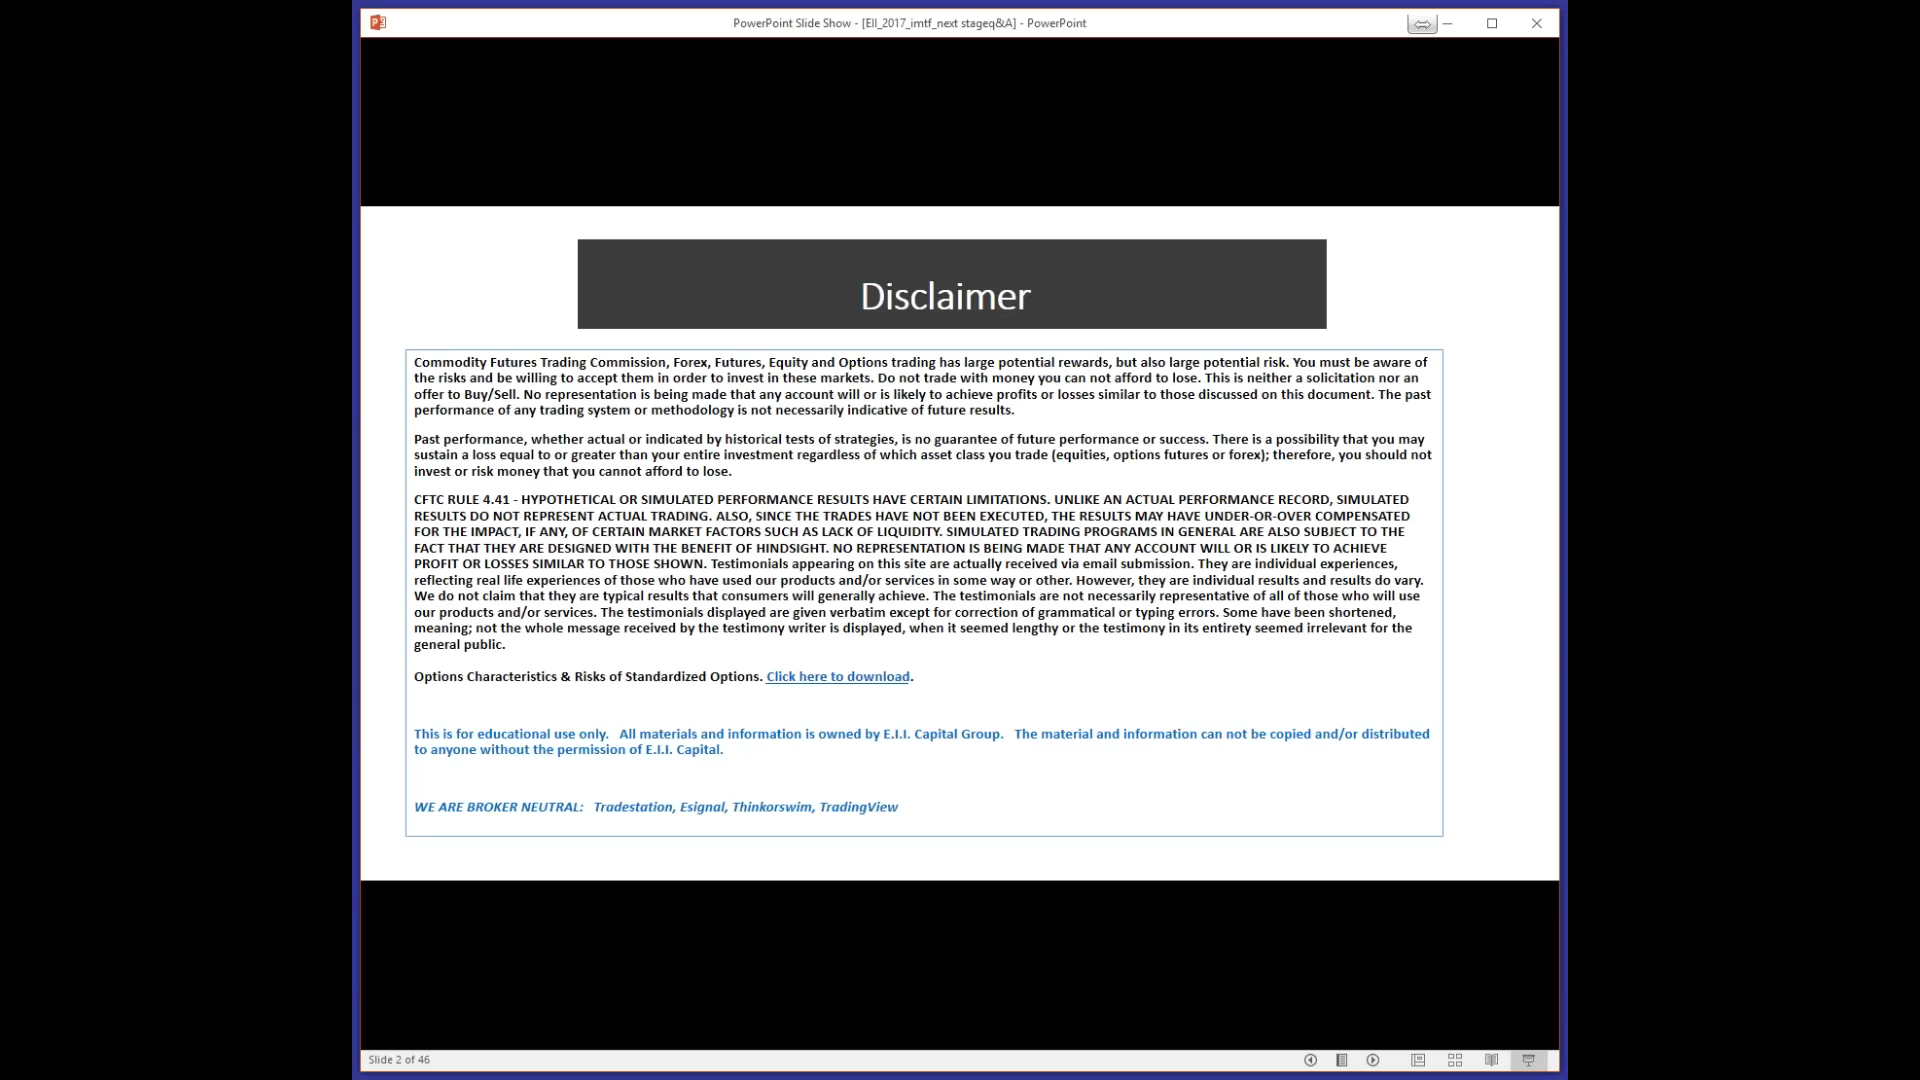 PowerPoint Slide Show - [EII_2017_imtf_next stageq&A] - PowerPoint
Disclaimer
Commodity Futures Trading Commission, Forex, Futures, Equity and Options trading has large potential rewards, but also large potential risk. You must be aware of
the risks and be willing to accept them in order to invest in these markets. Do not trade with money you can not afford to lose. This is neither a solicitation nor an
offer to Buy/Sell. No representation is being made that any account will or is likely to achieve profits or losses similar to those discussed on this document. The past
performance of any trading system or methodology is not necessarily indicative of future results.
Past performance, whether actual or indicated by historical tests of strategies, is no guarantee of future performance or success. There is a possibility that you may
sustain a loss equal to or greater than your entire investment regardless of which asset class you trade (equities, options futures or forex); therefore, you should not
invest or risk money that you cannot afford to lose.
CFTC RULE 4.41 - HYPOTHETICAL OR SIMULATED PERFORMANCE RESULTS HAVE CERTAIN LIMITATIONS. UNLIKE AN ACTUAL PERFORMANCE RECORD, SIMULATED
RESULTS DO NOT REPRESENT ACTUAL TRADING. ALSO, SINCE THE TRADES HAVE NOT BEEN EXECUTED, THE RESULTS MAY HAVE UNDER-OR-OVER COMPENSATED
FOR THE IMPACT, IF ANY, OF CERTAIN MARKET FACTORS SUCH AS LACK OF LIQUIDITY. SIMULATED TRADING PROGRAMS IN GENERAL ARE ALSO SUBJECT TO THE
FACT THAT THEY ARE DESIGNED WITH THE BENEFIT OF HINDSIGHT. NO REPRESENTATION IS BEING MADE THAT ANY ACCOUNT WILL OR IS LIKELY TO ACHIEVE
PROFIT OR LOSSES SIMILAR TO THOSE SHOWN. Testimonials appearing on this site are actually received via email submission. They are individual experiences,
reflecting real life experiences of those who have used our products and/or services in some way or other. However, they are individual results and results do vary.
We do not claim that they are typical results that consumers will generally achieve. The testimonials are not necessarily representative of all of those who will use
our products and/or services. The testimonials displayed are given verbatim except for correction of grammatical or typing errors. Some have been shortened,
meaning; not the whole message received by the testimony writer is displayed, when it seemed lengthy or the testimony in its entirety seemed irrelevant for the
general public.
Options Characteristics & Risks of Standardized Options. Click here to download.
This is for educational use only. All materials and information is owned by E.I.I. Capital Group. The material and information can not be copied and/or distributed
to anyone without the permission of E.I.I. Capital.
WE ARE BROKER NEUTRAL: Tradestation, Esignal, Thinkorswim, TradingView
Slide 2 of 46